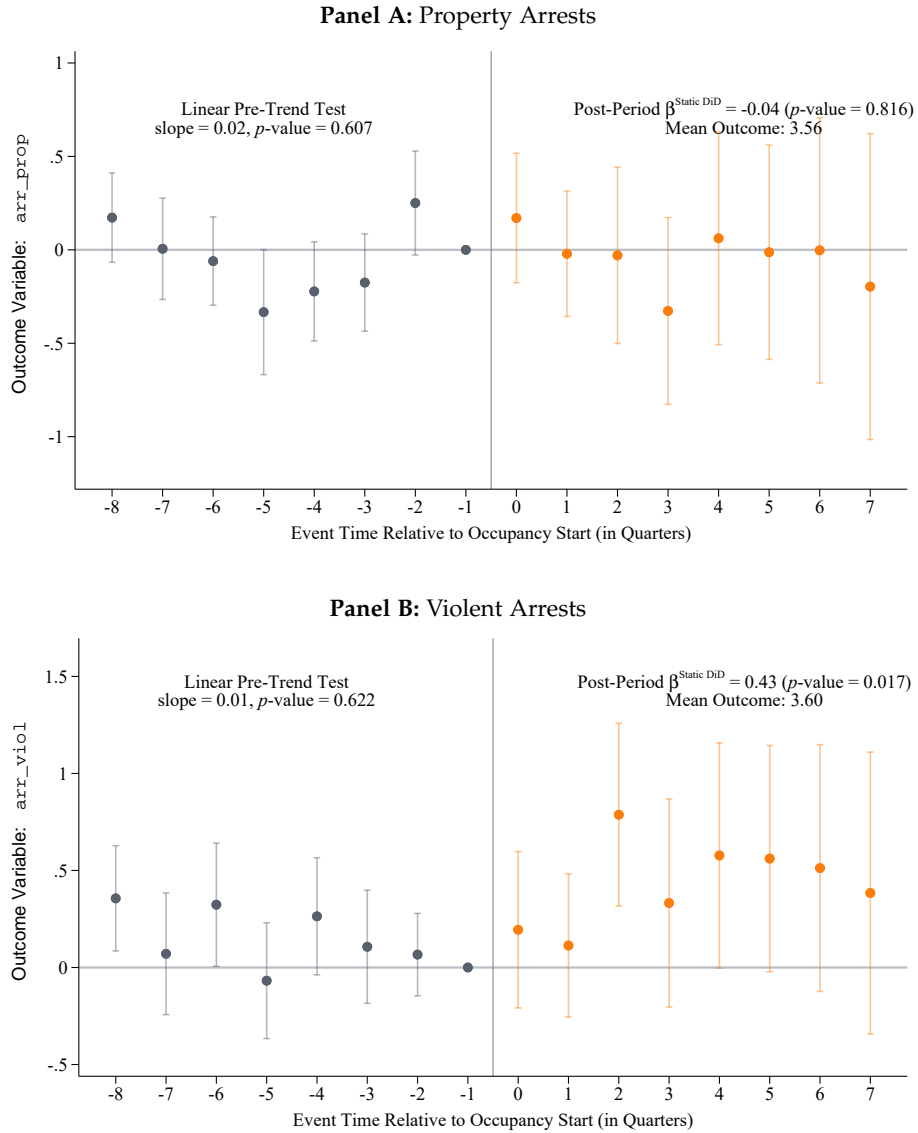 Panel A: Property Arrests
1
.5
0
-.5
-1
Outcome Variable: arr_prop
Linear Pre-Trend Test
slope = 0.02, p-value = 0.607
Post-Period β^Static DiD = -0.04 (p-value = 0.816)
Mean Outcome: 3.56
-8 -7 -6 -5 -4 -3 -2 -1 0 1 2 3 4 5 6 7
Event Time Relative to Occupancy Start (in Quarters)
Panel B: Violent Arrests
1.5
1
.5
0
-.5
Outcome Variable: arr_viol
Linear Pre-Trend Test
slope = 0.01, p-value = 0.622
Post-Period β^Static DiD = 0.43 (p-value = 0.017)
Mean Outcome: 3.60
-8 -7 -6 -5 -4 -3 -2 -1 0 1 2 3 4 5 6 7
Event Time Relative to Occupancy Start (in Quarters)